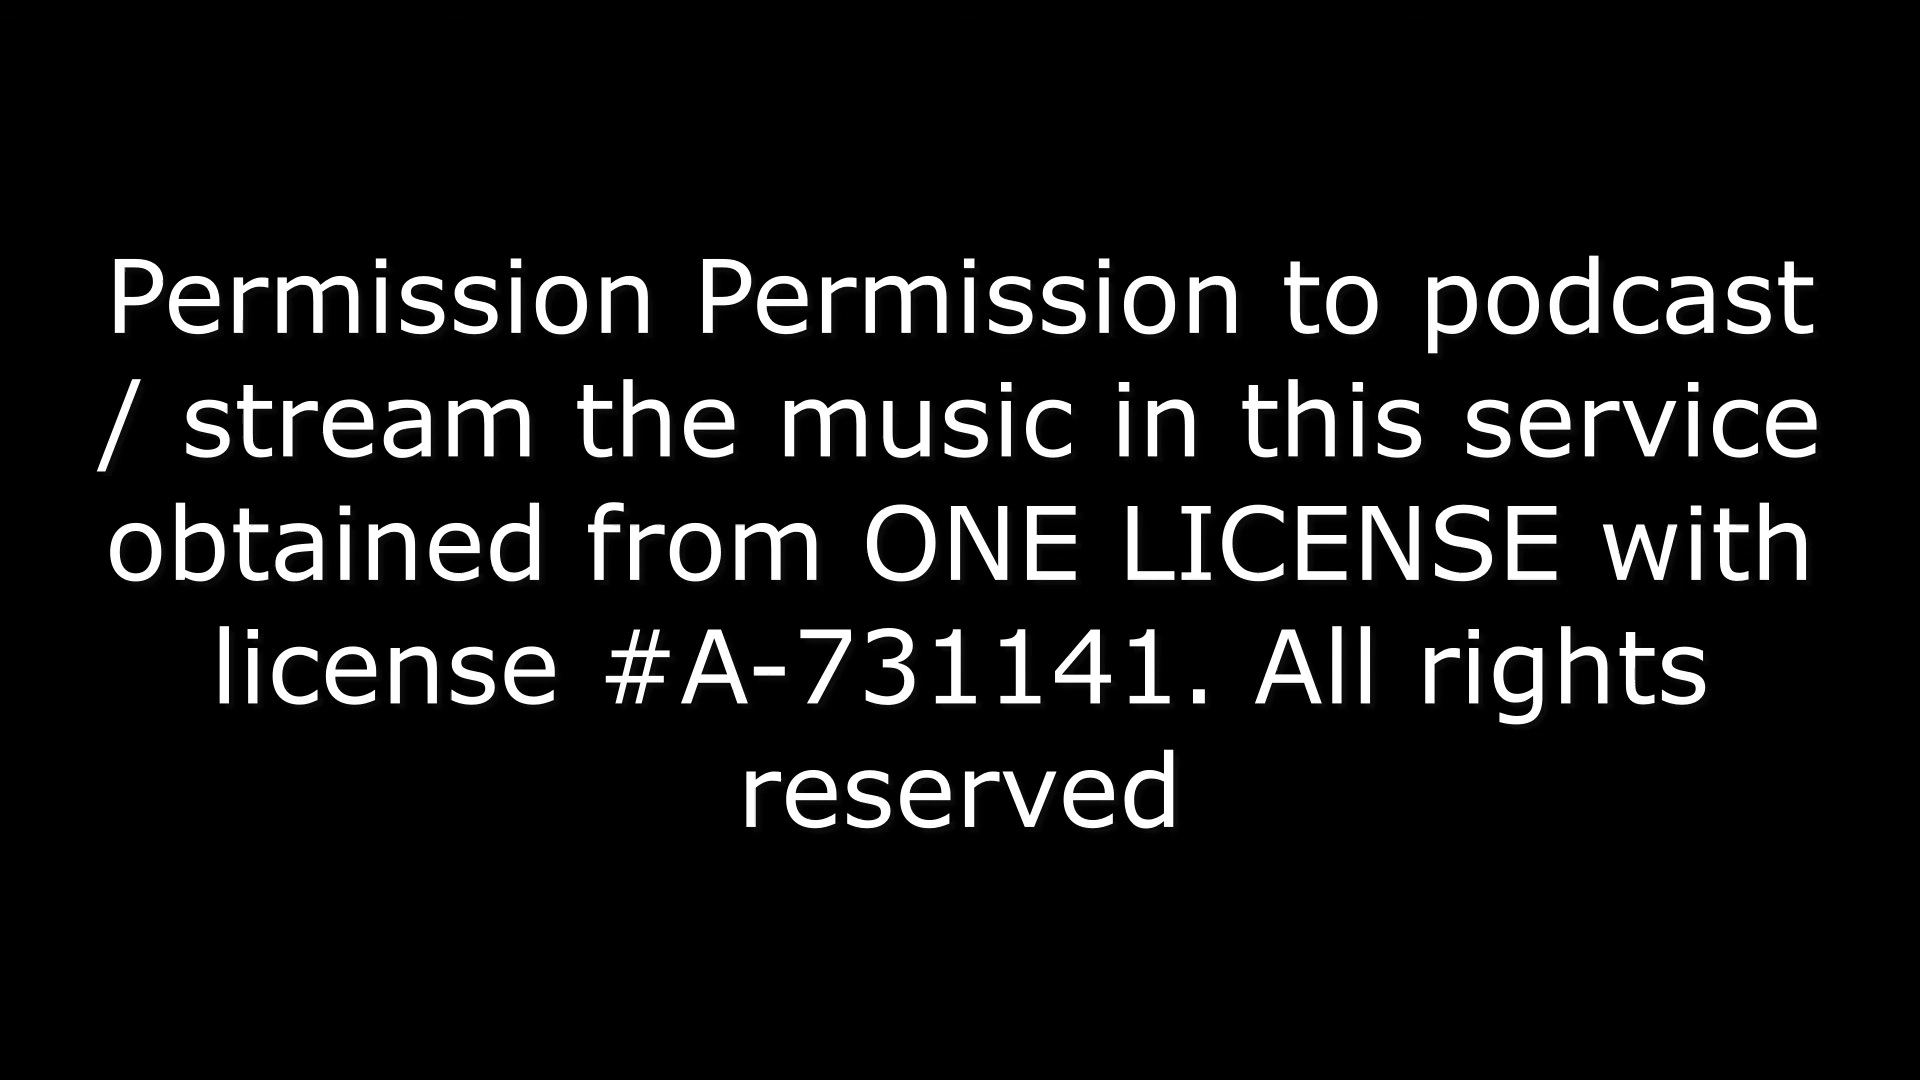 Permission Permission to podcast
/ stream the music in this service
obtained from ONE LICENSE with
license #A-731141. All rights
reserved